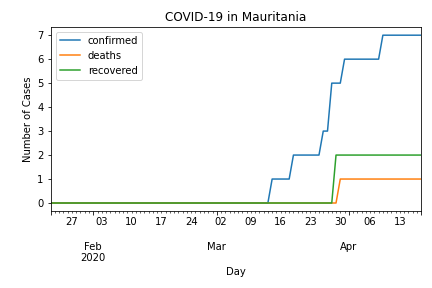 COVID-19 in Mauritania
confirmed
deaths
recovered
Number of Cases
7
6
5
4
3
2
1
0
27 03 10 17 24 02 09 16 23 30 06 13
Feb Mar Apr
2020
Day